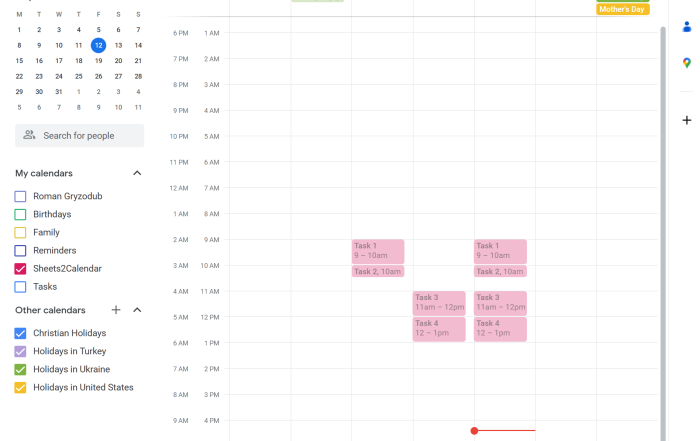 Mother's Day
M T W T F S S
1 2 3 4 5 6 7
8 9 10 11 12 13 14
15 16 17 18 19 20 21
22 23 24 25 26 27 28
29 30 31 1 2 3 4
5 6 7 8 9 10 11
Search for people
My calendars
Roman Gryzodub
Birthdays
Family
Reminders
Sheets2Calendar
Tasks
Other calendars
Christian Holidays
Holidays in Turkey
Holidays in Ukraine
Holidays in United States
6 PM 1 AM
7 PM 2 AM
8 PM 3 AM
9 PM 4 AM
10 PM 5 AM
11 PM 6 AM
12 AM 7 AM
1 AM 8 AM
2 AM 9 AM
3 AM 10 AM
4 AM 11 AM
5 AM 12 PM
6 AM 1 PM
7 AM 2 PM
8 AM 3 PM
9 AM 4 PM
Task 1
9 – 10am
Task 2, 10am
Task 3
11am – 12pm
Task 4
12 – 1pm
Task 1
9 – 10am
Task 2, 10am
Task 3
11am – 12pm
Task 4
12 – 1pm